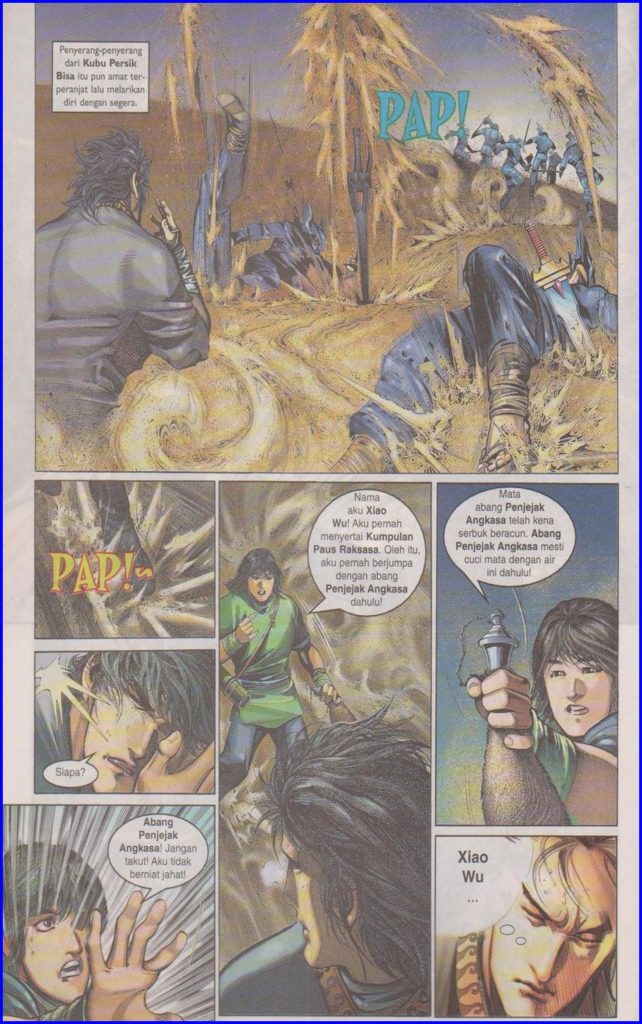 Penyerang-penyerang
dari Kubu Persik
Bisa itu pun amat ter-
peranjat lalu melarikan
diri dengan segera.
PAP!
PAP!
Siapa?
Abang
Penjejak
Angkasa! Jangan
takut! Aku tidak
berniat jahat!
Nama
aku Xiao
Wu! Aku pernah
menyertai Kumpulan
Paus Raksasa. Oleh itu,
aku pernah berjumpa
dengan abang
Penjejak Angkasa
dahulu!
Mata
abang Penjejak
Angkasa telah kena
serbuk beracun. Abang
Penjejak Angkasa mesti
cuci mata dengan air
ini dahulu!
Xiao
Wu
...